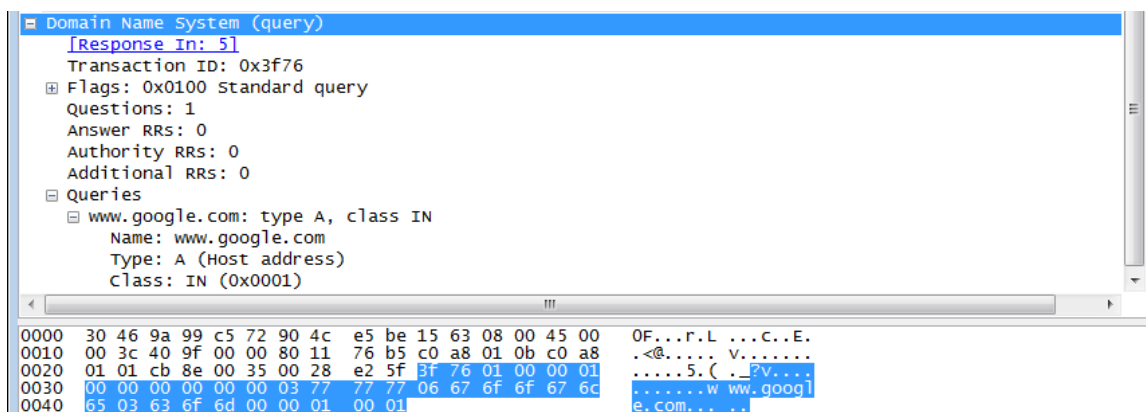 Domain Name System (query)
[Response In: 5]
Transaction ID: 0x3f76
Flags: 0x0100 Standard query
Questions: 1
Answer RRs: 0
Authority RRs: 0
Additional RRs: 0
Queries
www.google.com: type A, class IN
Name: www.google.com
Type: A (Host address)
Class: IN (0x0001)
0000 30 46 9a 99 c5 72 90 4c e5 be 15 63 08 00 45 00 0F...r.L ...c..E.
0010 00 3c 40 9f 00 00 80 11 76 b5 c0 a8 01 0b c0 a8 .<@..... v.......
0020 01 01 cb 8e 00 35 00 28 e2 5f 3f 76 01 00 00 01 .....5.( ._?v....
0030 00 00 00 00 00 00 03 77 77 77 06 67 6f 6f 67 6c .......w ww.googl
0040 65 03 63 6f 6d 00 00 01 00 01 e.com... ..